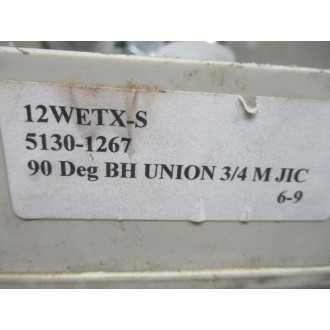 12WETX-S
5130-1267
90 Deg BH UNION 3/4 M JIC
6-9